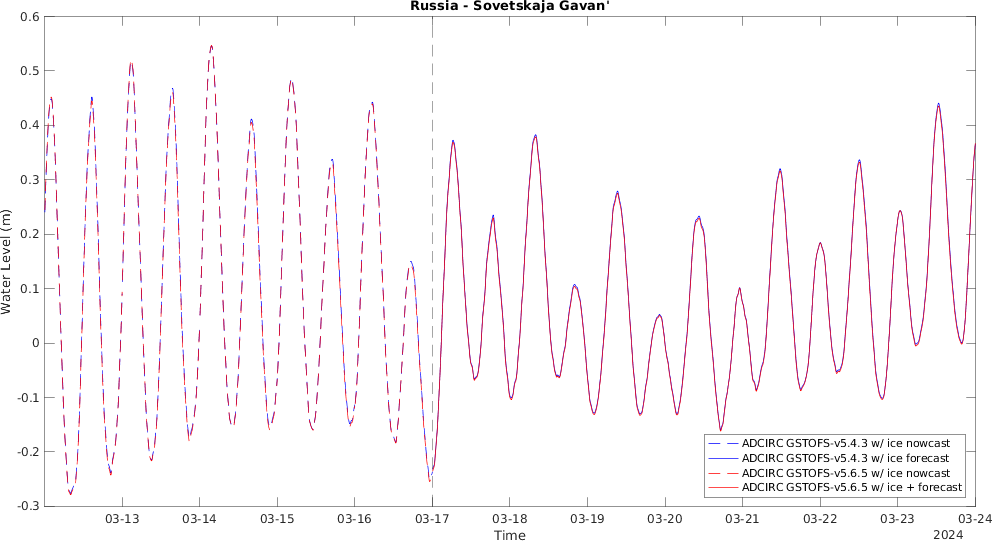 Russia - Sovetskaja Gavan'
0.6
0.5
0.4
0.3
0.2
0.1
0
-0.1
-0.2
-0.3
Water Level (m)
03-13 03-14 03-15 03-16 03-17 03-18 03-19 03-20 03-21 03-22 03-23 03-24
Time
2024
ADCIRC GSTOFS-v5.4.3 w/ ice nowcast
ADCIRC GSTOFS-v5.4.3 w/ ice forecast
ADCIRC GSTOFS-v5.6.5 w/ ice nowcast
ADCIRC GSTOFS-v5.6.5 w/ ice + forecast